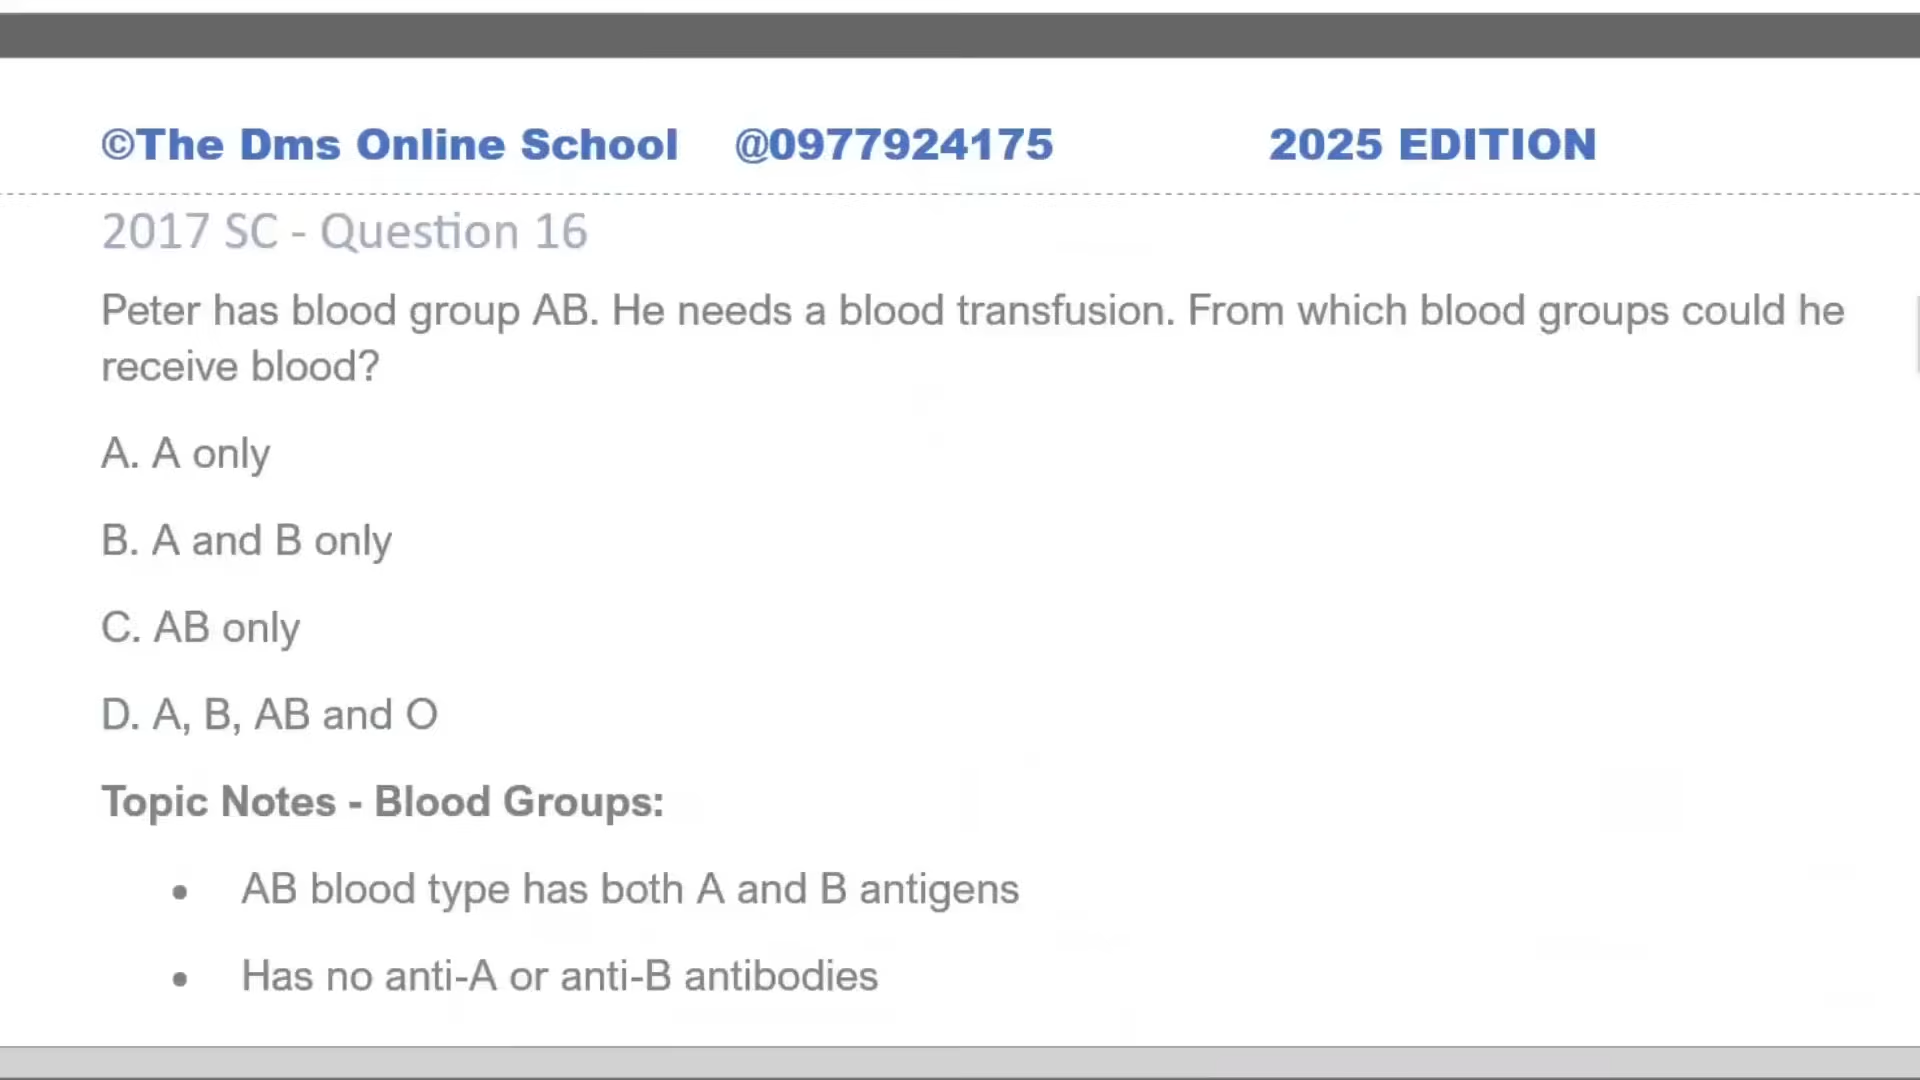 ©The Dms Online School @0977924175 2025 EDITION
2017 SC - Question 16
Peter has blood group AB. He needs a blood transfusion. From which blood groups could he
receive blood?
A. A only
B. A and B only
C. AB only
D. A, B, AB and O
Topic Notes - Blood Groups:
• AB blood type has both A and B antigens
• Has no anti-A or anti-B antibodies